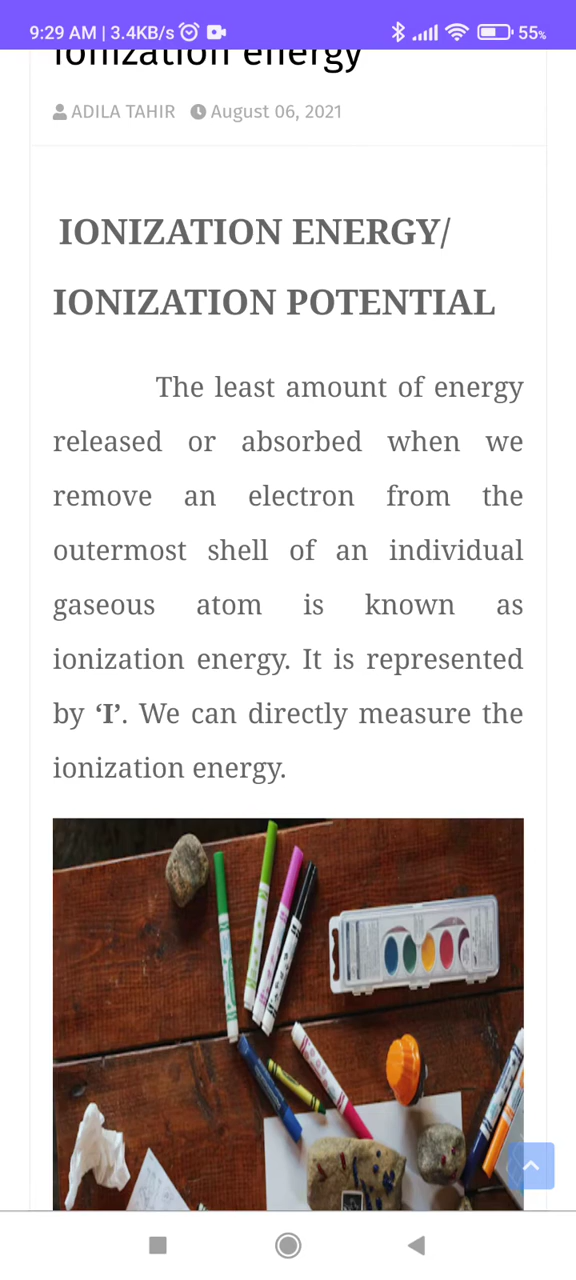 9:29 AM | 3.4KB/s
55%
Ionization energy
ADILA TAHIR August 06, 2021
IONIZATION ENERGY/
IONIZATION POTENTIAL
The least amount of energy
released or absorbed when we
remove an electron from the
outermost shell of an individual
gaseous atom is known as
ionization energy. It is represented
by ‘I’. We can directly measure the
ionization energy.